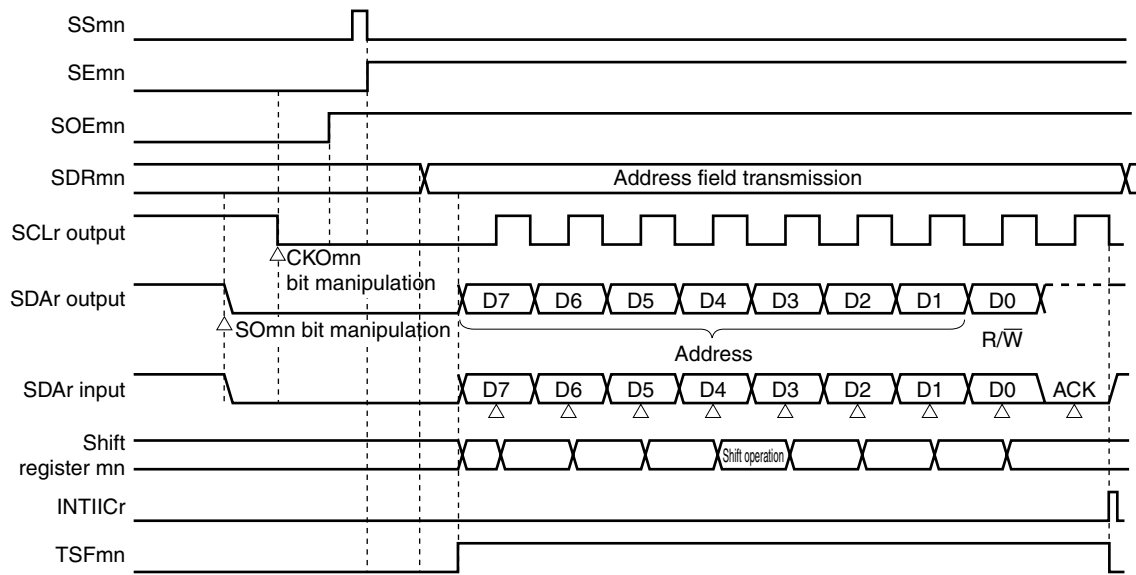 SSmn
SEmn
SOEmn
SDRmn
Address field transmission
SCLr output
CKOmn
bit manipulation
SDAr output
D7 D6 D5 D4 D3 D2 D1 D0
SOmn bit manipulation
R/W̅
Address
SDAr input
D7 D6 D5 D4 D3 D2 D1 D0 ACK
Shift
register mn
Shift operation
INTIICr
TSFmn